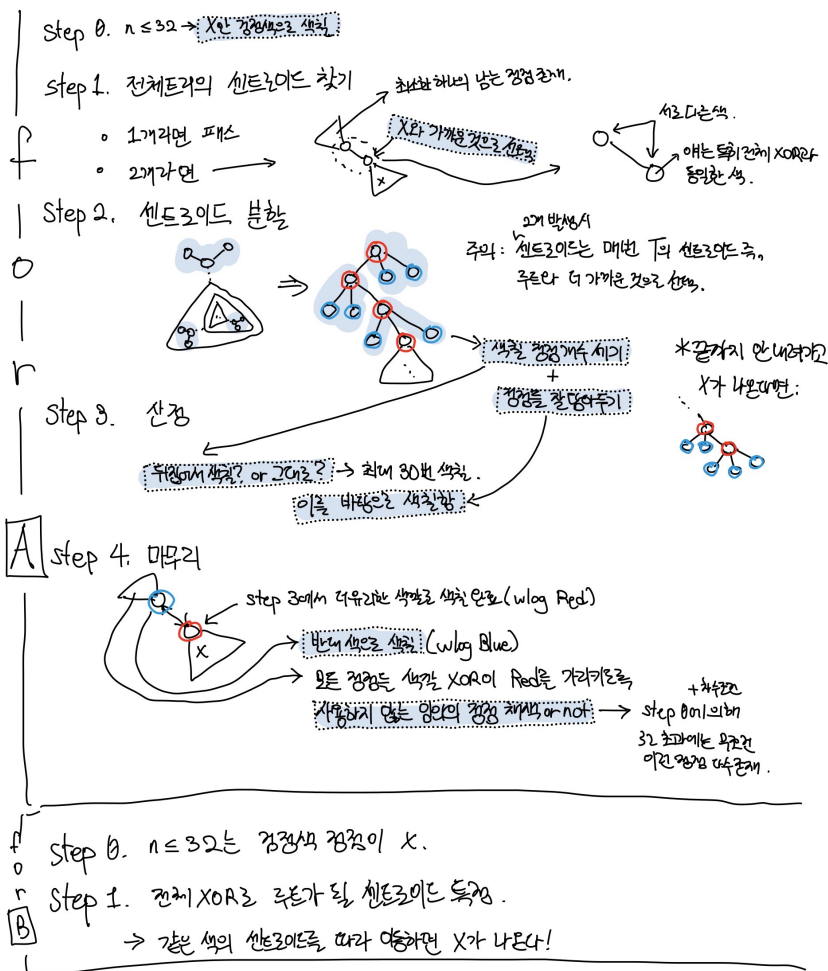 for A
Step 0. n ≤ 32 → X만 검정색으로 색칠
Step 1. 전체트리의 센트로이드 찾기
최소한 하나의 남는 정점 존재.
◦ 1개라면 패스
◦ 2개라면 →
X와 가까운 것으로 선택
서로 다른 색.
얘는 특히 전체 XOR과
동일한 색.
Step 2. 센트로이드 분할
2개 발생시
주의: 센트로이드는 매번 T의 센트로이드 즉,
루트와 더 가까운 것으로 선택.
색칠 정점개수 세기
+
정점들 잘 담아두기
*끝까지 안 내려가고
X가 나온다면:
Step 3. 산정
뒤집어서 색칠? or 그대로? → 최대 30번 색칠.
이를 바탕으로 색칠함.
Step 4. 마무리
Step 3에서 더 유리한 색깔로 색칠 완료 (wlog Red)
반대 색으로 색칠 (wlog Blue)
모든 정점들 색깔 XOR이 Red를 가리키도록
사용하지 않는 임의의 정점 채색 or not → Step 0에 의해
32 초과에는 무조건
이런 정점 다수 존재.
for B
Step 0. n ≤ 32는 검정색 정점이 X.
Step 1. 전체 XOR로 루트가 될 센트로이드 특정.
→ 같은 색의 센트로이드를 따라 이동하면 X가 나온다!